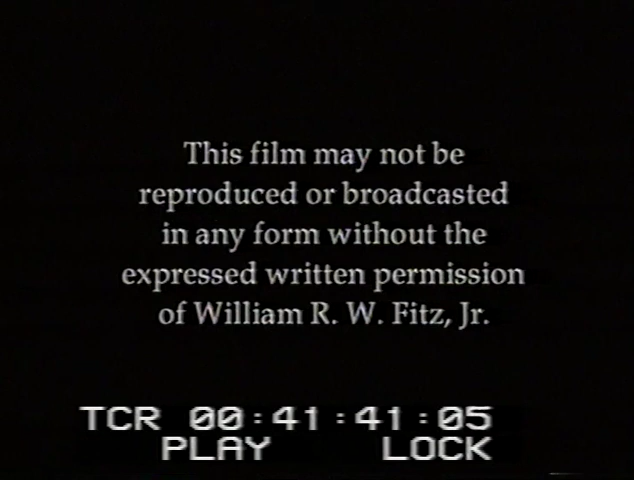 This film may not be
reproduced or broadcasted
in any form without the
expressed written permission
of William R. W. Fitz, Jr.
TCR 00:41:41:05
PLAY LOCK